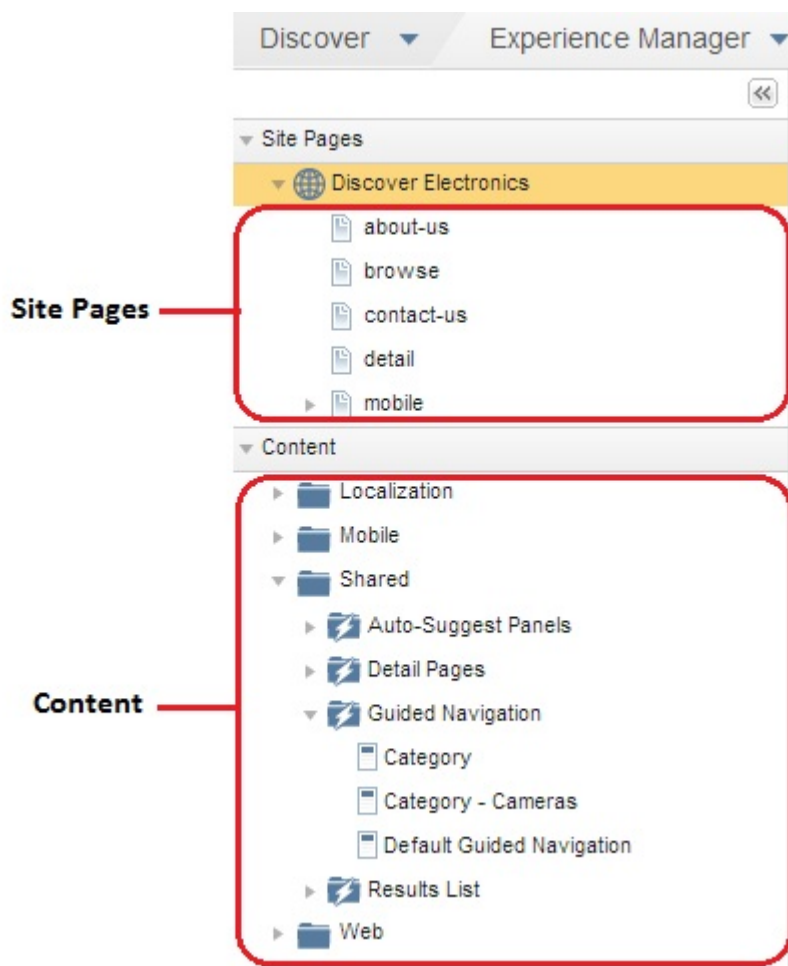 Discover Experience Manager
Site Pages
Discover Electronics
about-us
browse
Site Pages
contact-us
detail
mobile
Content
Localization
Mobile
Shared
Auto-Suggest Panels
Detail Pages
Content
Guided Navigation
Category
Category - Cameras
Default Guided Navigation
Results List
Web